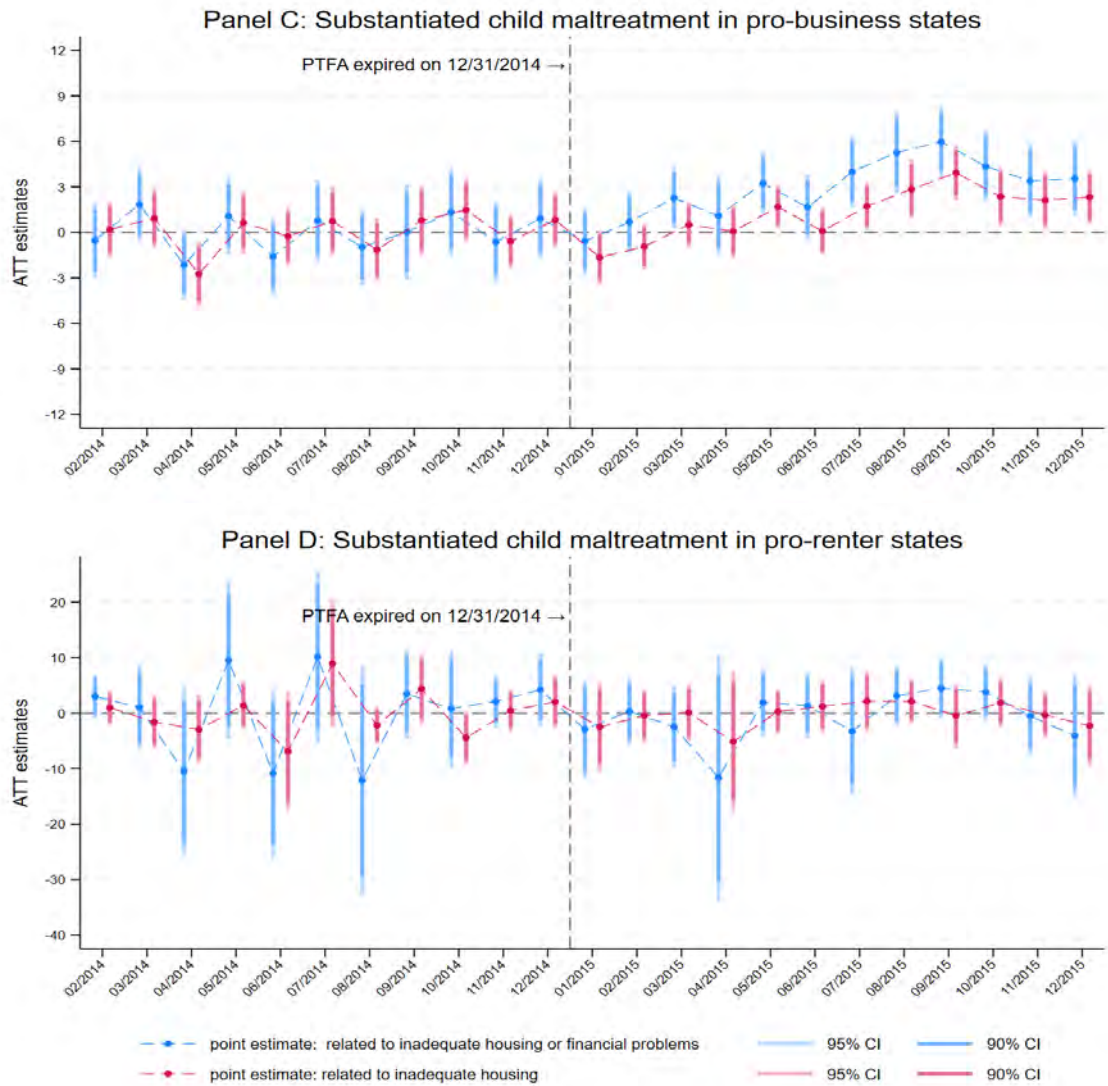 Panel C: Substantiated child maltreatment in pro-business states
PTFA expired on 12/31/2014 →
ATT estimates
12
9
6
3
0
-3
-6
-9
-12
02/2014 03/2014 04/2014 05/2014 06/2014 07/2014 08/2014 09/2014 10/2014 11/2014 12/2014 01/2015 02/2015 03/2015 04/2015 05/2015 06/2015 07/2015 08/2015 09/2015 10/2015 11/2015 12/2015
Panel D: Substantiated child maltreatment in pro-renter states
PTFA expired on 12/31/2014 →
ATT estimates
20
10
0
-10
-20
-30
-40
02/2014 03/2014 04/2014 05/2014 06/2014 07/2014 08/2014 09/2014 10/2014 11/2014 12/2014 01/2015 02/2015 03/2015 04/2015 05/2015 06/2015 07/2015 08/2015 09/2015 10/2015 11/2015 12/2015
point estimate: related to inadequate housing or financial problems 95% CI 90% CI
point estimate: related to inadequate housing 95% CI 90% CI